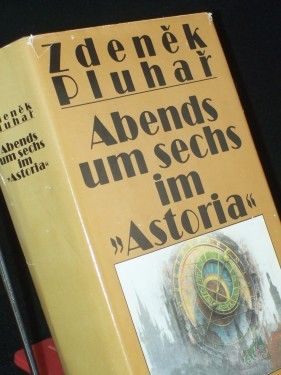 Zdeněk
Pluhař
Abends
um sechs
im
»Astoria«
Zdeněk
Pluhař
Abends
um sechs
im
»Astoria«